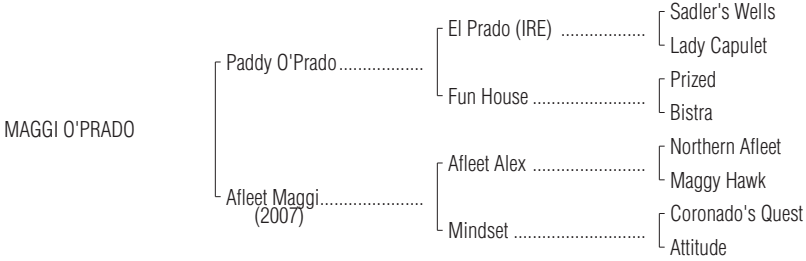 Sadler's Wells
El Prado (IRE) ...................
Lady Capulet
Paddy O'Prado..................
Prized
Fun House .........................
Bistra
MAGGI O'PRADO
Northern Afleet
Afleet Alex .........................
Maggy Hawk
Afleet Maggi......................
(2007)
Coronado's Quest
Mindset .............................
Attitude